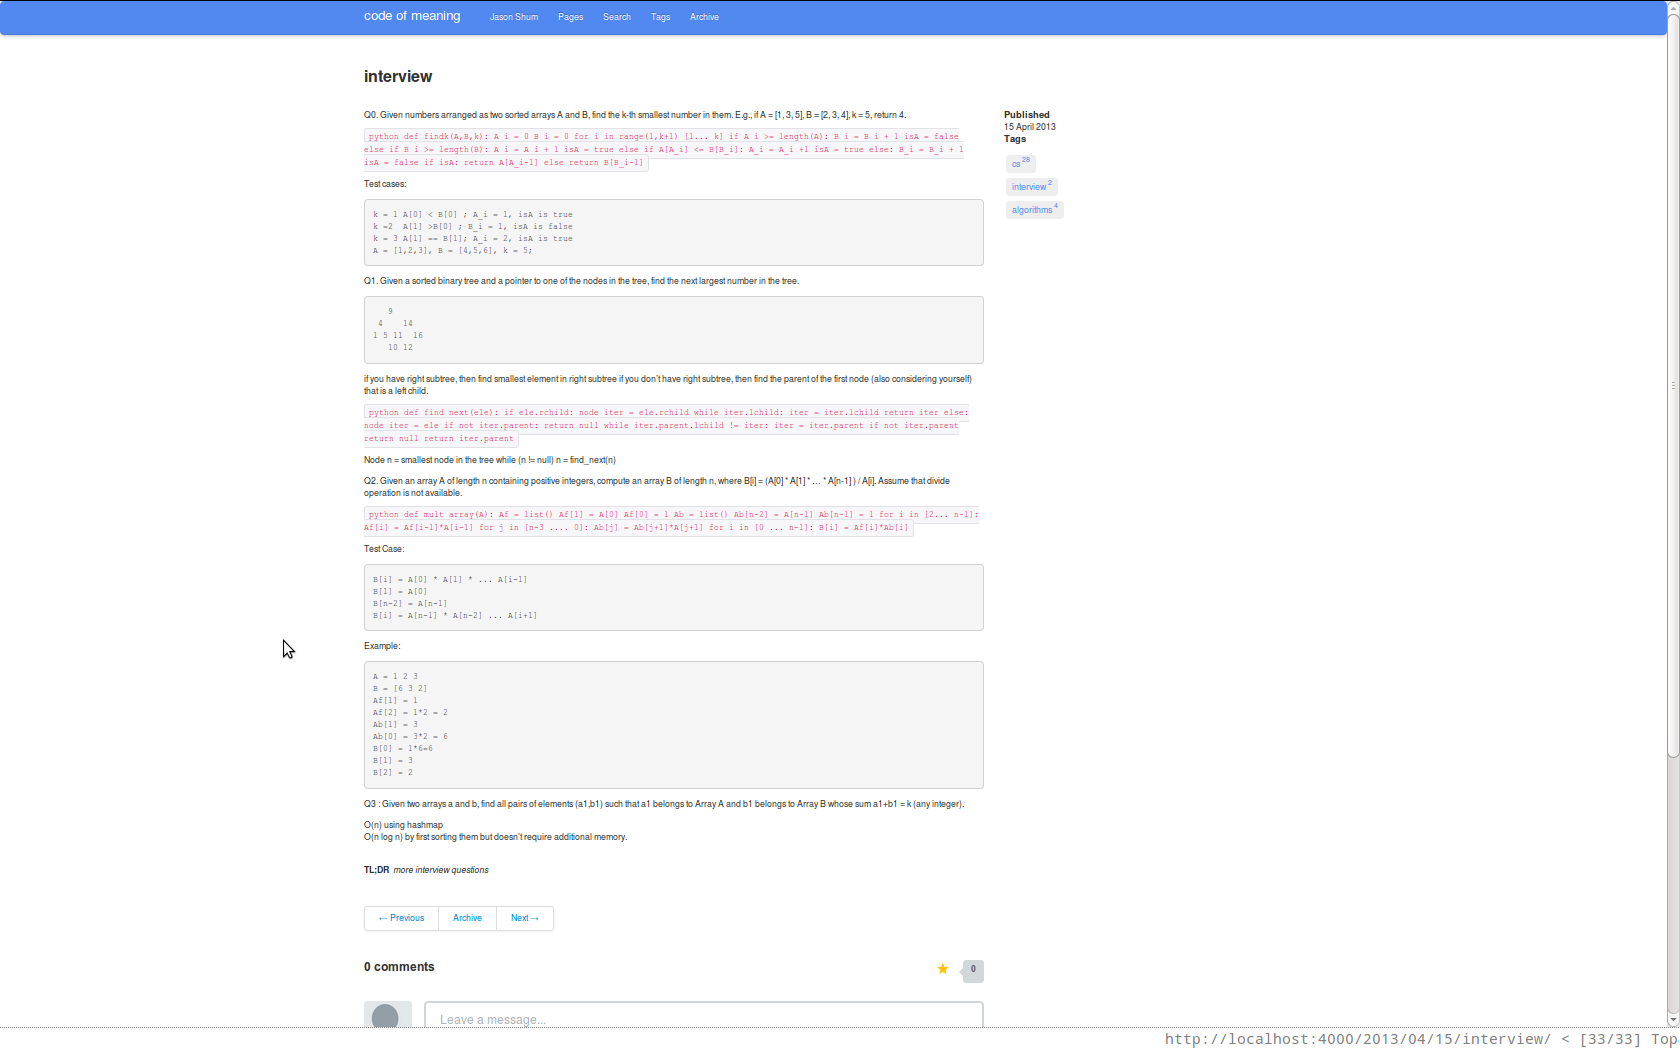 code of meaning Jason Shum Pages Search Tags Archive
interview
Q0. Given numbers arranged as two sorted arrays A and B, find the k-th smallest number in them. E.g., if A = [1, 3, 5], B = [2, 3, 4], k = 5, return 4.
python def findk(A,B,k): A_i = 0 B_i = 0 for i in range(1,k+1) [1... k] if A_i >= length(A): B_i = B_i + 1 isA = false
else if B_i >= length(B): A_i = A_i + 1 isA = true else if A[A_i] <= B[B_i]: A_i = A_i +1 isA = true else: B_i = B_i + 1
isA = false if isA: return A[A_i-1] else return B[B_i-1]
Test cases:
k = 1 A[0] < B[0] ; A_i = 1, isA is true
k =2  A[1] >B[0] ; B_i = 1, isA is false
k = 3 A[1] == B[1]; A_i = 2, isA is true
A = [1,2,3], B = [4,5,6], k = 5;
Q1. Given a sorted binary tree and a pointer to one of the nodes in the tree, find the next largest number in the tree.
9
4    14
1 5 11  16
10 12
if you have right subtree, then find smallest element in right subtree if you don't have right subtree, then find the parent of the first node (also considering yourself)
that is a left child.
python def find_next(ele): if ele.rchild: node iter = ele.rchild while iter.lchild: iter = iter.lchild return iter else:
node iter = ele if not iter.parent: return null while iter.parent.lchild != iter: iter = iter.parent if not iter.parent
return null return iter.parent
Node n = smallest node in the tree while (n != null) n = find_next(n)
Q2. Given an array A of length n containing positive integers, compute an array B of length n, where B[i] = (A[0] * A[1] * … * A[n-1] ) / A[i]. Assume that divide
operation is not available.
python def mult_array(A): Af = list() Af[1] = A[0] Af[0] = 1 Ab = list() Ab[n-2] = A[n-1] Ab[n-1] = 1 for i in [2... n-1]:
Af[i] = Af[i-1]*A[i-1] for j in [n-3 .... 0]: Ab[j] = Ab[j+1]*A[j+1] for i in [0 ... n-1]: B[i] = Af[i]*Ab[i]
Test Case:
B[i] = A[0] * A[1] * ... A[i-1]
B[1] = A[0]
B[n-2] = A[n-1]
B[i] = A[n-1] * A[n-2] ... A[i+1]
Example:
A = 1 2 3
B = [6 3 2]
Af[1] = 1
Af[2] = 1*2 = 2
Ab[1] = 3
Ab[0] = 3*2 = 6
B[0] = 1*6=6
B[1] = 3
B[2] = 2
Q3 : Given two arrays a and b, find all pairs of elements (a1,b1) such that a1 belongs to Array A and b1 belongs to Array B whose sum a1+b1 = k (any integer).
O(n) using hashmap
O(n log n) by first sorting them but doesn't require additional memory.
TL;DR more interview questions
← Previous Archive Next →
0 comments
0
Leave a message...
Published
15 April 2013
Tags
cs 28
interview 2
algorithms 4
http://localhost:4000/2013/04/15/interview/ < [33/33] Top